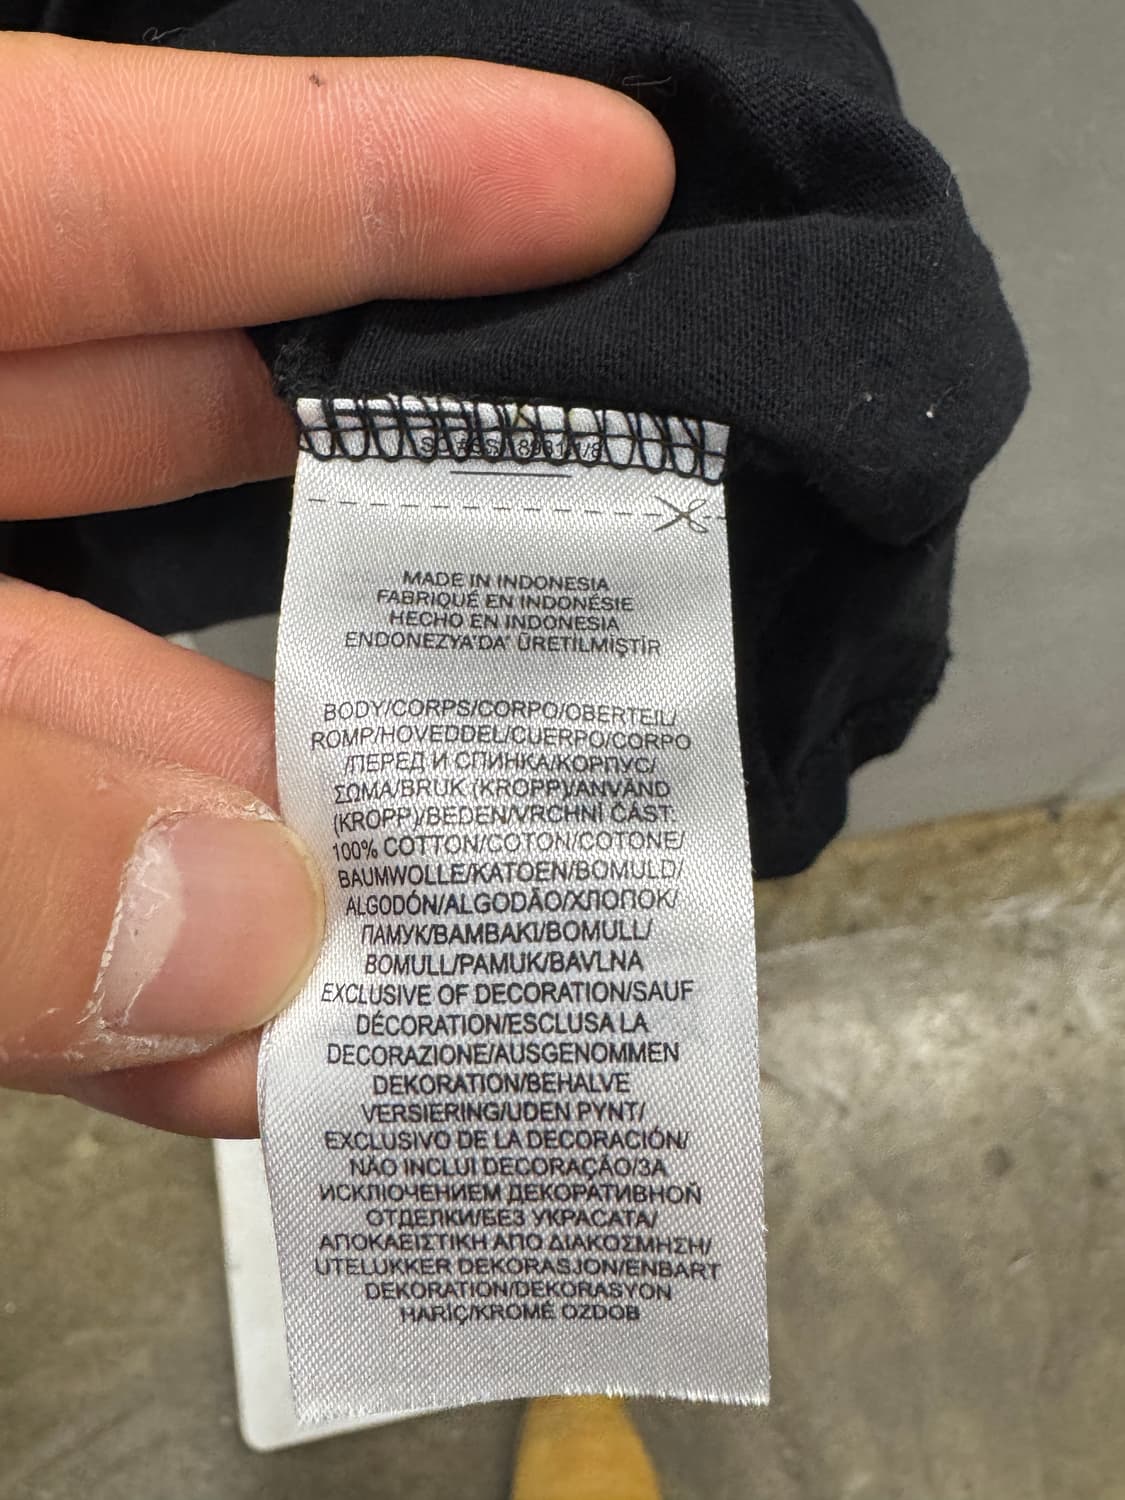 MADE IN INDONESIA
FABRIQUÉ EN INDONÉSIE
HECHO EN INDONESIA
ENDONEZYA'DA' ÜRETILMIŞTİR
BODY/CORPS/CORPO/OBERTEIL/
ROMP/HOVEDDEL/CUERPO/CORPO
/ПЕРЕД И СПИНКА/КОРПУС/
ΣΩΜΑ/BRUK (KROPP)/ANVÄND
(KROPP)/BEDEN/VRCHNÍ ČÁST:
100% COTTON/COTON/COTONE/
BAUMWOLLE/KATOEN/BOMULD/
ALGODÓN/ALGODÃO/ХЛОПОК/
ПАМУК/ΒΑΜΒΑΚΙ/BOMULL/
BOMULL/PAMUK/BAVLNA
EXCLUSIVE OF DECORATION/SAUF
DÉCORATION/ESCLUSA LA
DECORAZIONE/AUSGENOMMEN
DEKORATION/BEHALVE
VERSIERING/UDEN PYNT/
EXCLUSIVO DE LA DECORACIÓN/
NÃO INCLUI DECORAÇÃO/ЗА
ИСКЛЮЧЕНИЕМ ДЕКОРАТИВНОЙ
ОТДЕЛКИ/БЕЗ УКРАСАТА/
ΑΠΟΚΛΕΙΣΤΙΚΗ ΑΠΟ ΔΙΑΚΟΣΜΗΣΗ/
UTELUKKER DEKORASJON/ENBART
DEKORATION/DEKORASYON
HARİÇ/KROMĚ OZDOB